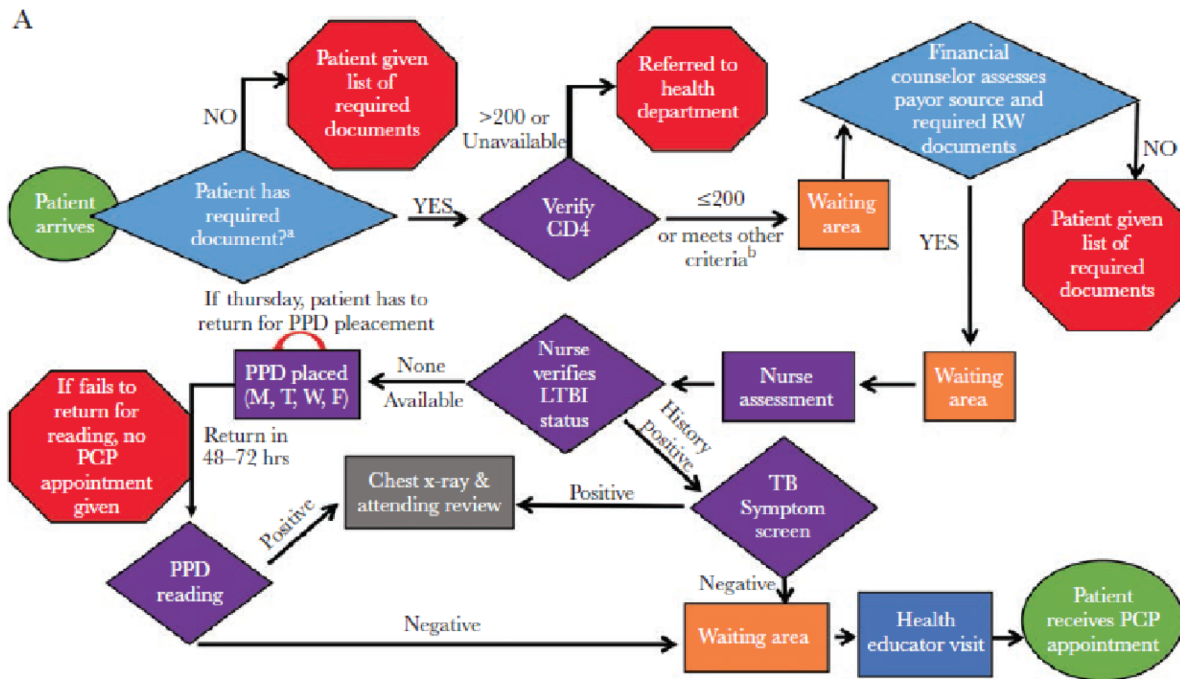 A
Patient
arrives
Patient has
required
document?a
NO
Patient given
list of
required
documents
YES
>200 or
Unavailable
Verify
CD4
Referred to
health
department
≤200
or meets other
criteriab
Waiting
area
Financial
counselor assesses
payor source and
required RW
documents
NO
Patient given
list of
required
documents
YES
Waiting
area
Nurse
assessment
Nurse
verifies
LTBI
status
None
Available
If thursday, patient has to
return for PPD pleacement
PPD placed
(M, T, W, F)
If fails to
return for
reading, no
PCP
appointment
given
Return in
48–72 hrs
PPD
reading
Positive
Chest x-ray &
attending review
History
positive
TB
Symptom
screen
Positive
Negative
Negative
Waiting area
Health
educator visit
Patient
receives PCP
appointment